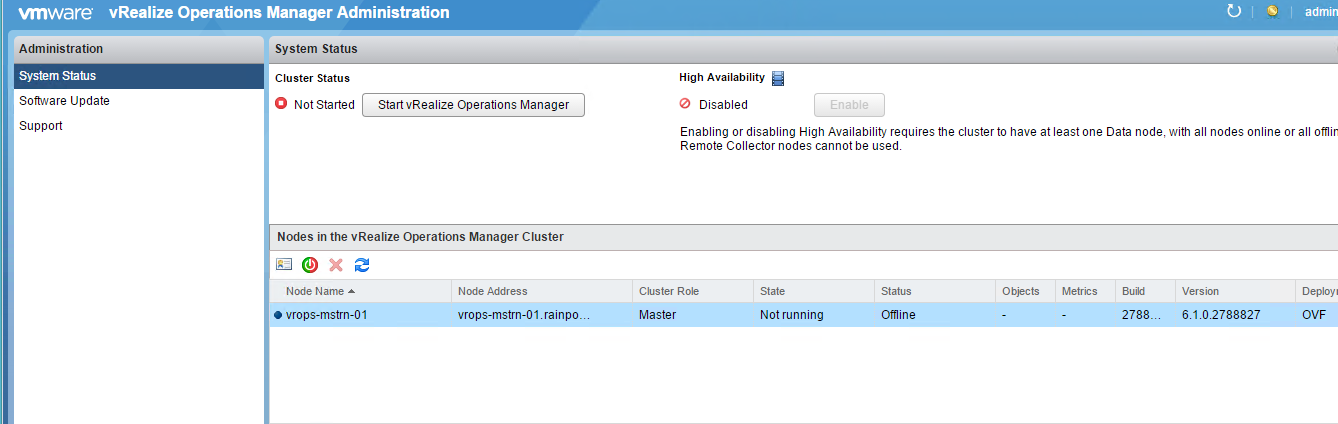 vmware vRealize Operations Manager Administration
admin
Administration
System Status
Software Update
Support
System Status
Cluster Status
Not Started Start vRealize Operations Manager
High Availability
Disabled Enable
Enabling or disabling High Availability requires the cluster to have at least one Data node, with all nodes online or all offlin
Remote Collector nodes cannot be used.
Nodes in the vRealize Operations Manager Cluster
Node Name Node Address Cluster Role State Status Objects Metrics Build Version Deployn
vrops-mstrn-01 vrops-mstrn-01.rainpo... Master Not running Offline - - 2788... 6.1.0.2788827 OVF